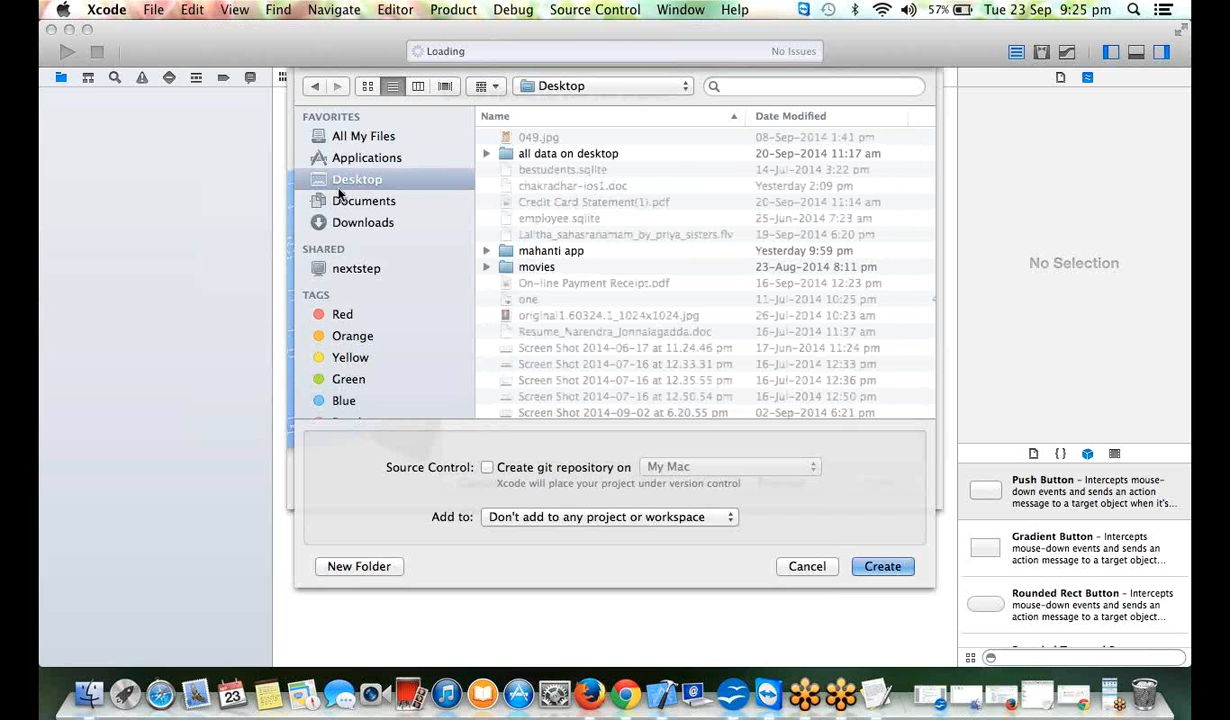 Xcode File Edit View Find Navigate Editor Product Debug Source Control Window Help 57% Tue 23 Sep 9:25 pm
Loading No Issues
Desktop
FAVORITES
All My Files
Applications
Desktop
Documents
Downloads
SHARED
nextstep
TAGS
Red
Orange
Yellow
Green
Blue
Name Date Modified
049.jpg 08-Sep-2014 1:41 pm
all data on desktop 20-Sep-2014 11:17 am
bestudents.sqlite 14-Jul-2014 3:22 pm
chakradhar-ios1.doc Yesterday 2:09 pm
Credit Card Statement(1).pdf 20-Sep-2014 11:14 am
employee.sqlite 25-Jun-2014 7:23 am
Lalitha_sahasranamam_by_priya_sisters.flv 19-Sep-2014 6:20 pm
mahanti app Yesterday 9:59 pm
movies 23-Aug-2014 8:11 pm
On-line Payment Receipt.pdf 16-Sep-2014 12:23 pm
one 11-Jul-2014 10:25 pm
original1.60324.1_1024x1024.jpg 26-Jul-2014 10:23 am
Resume_Narendra_Jonnalagadda.doc 16-Jul-2014 11:37 am
Screen Shot 2014-06-17 at 11.24.46 pm 17-Jun-2014 11:24 pm
Screen Shot 2014-07-16 at 12.33.31 pm 16-Jul-2014 12:33 pm
Screen Shot 2014-07-16 at 12.35.55 pm 16-Jul-2014 12:36 pm
Screen Shot 2014-07-16 at 12.50.54 pm 16-Jul-2014 12:50 pm
Screen Shot 2014-09-02 at 6.20.55 pm 02-Sep-2014 6:21 pm
Source Control: Create git repository on My Mac
Xcode will place your project under version control
Add to: Don't add to any project or workspace
New Folder Cancel Create
No Selection
{ }
Push Button - Intercepts mouse-
down events and sends an action
message to a target object when it's...
Gradient Button - Intercepts
mouse-down events and sends an
action message to a target object...
Rounded Rect Button - Intercepts
mouse-down events and sends an
action message to a target object...
23